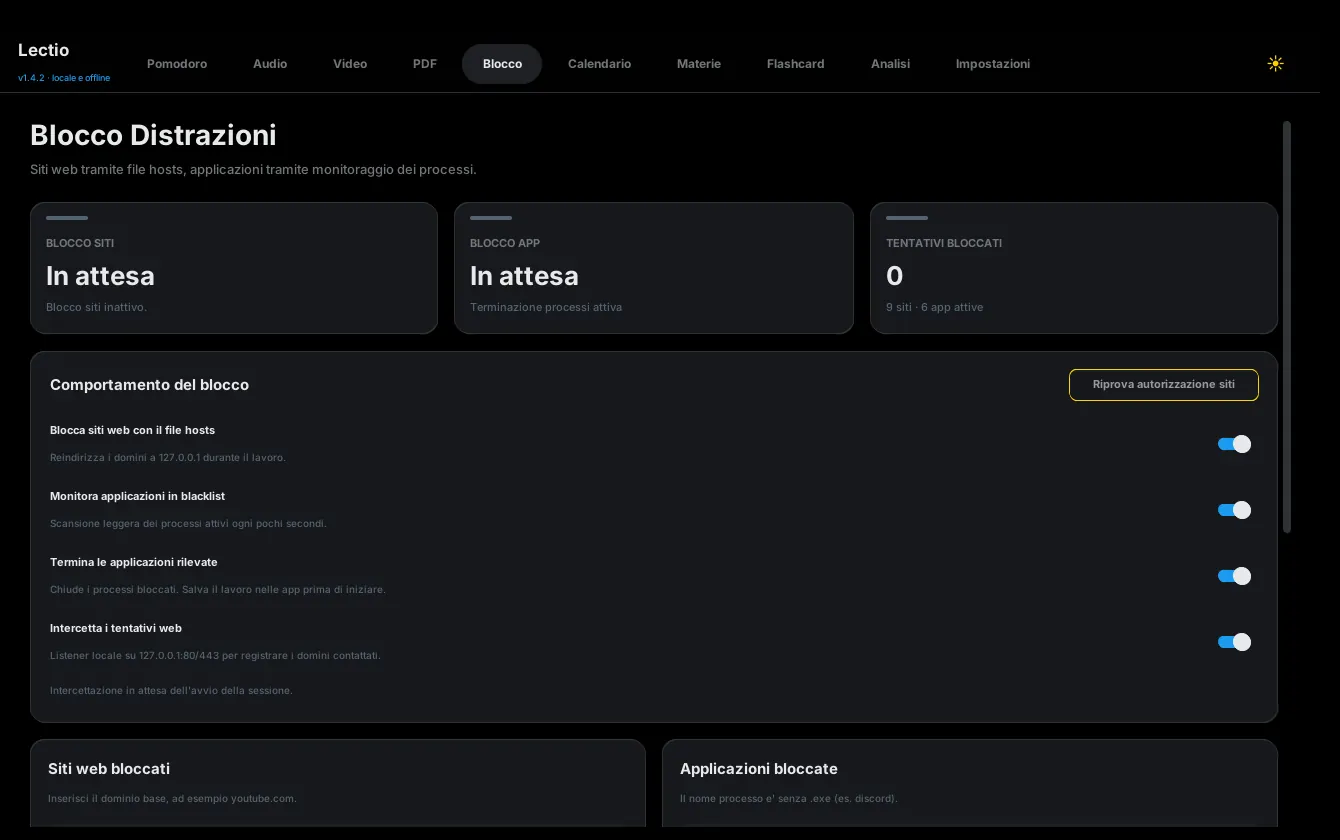 Lectio
v1.4.2 · locale e offline
Pomodoro
Audio
Video
PDF
Blocco
Calendario
Materie
Flashcard
Analisi
Impostazioni
Blocco Distrazioni
Siti web tramite file hosts, applicazioni tramite monitoraggio dei processi.
BLOCCO SITI
In attesa
Blocco siti inattivo.
BLOCCO APP
In attesa
Terminazione processi attiva
TENTATIVI BLOCCATI
0
9 siti · 6 app attive
Comportamento del blocco
Riprova autorizzazione siti
Blocca siti web con il file hosts
Reindirizza i domini a 127.0.0.1 durante il lavoro.
Monitora applicazioni in blacklist
Scansione leggera dei processi attivi ogni pochi secondi.
Termina le applicazioni rilevate
Chiude i processi bloccati. Salva il lavoro nelle app prima di iniziare.
Intercetta i tentativi web
Listener locale su 127.0.0.1:80/443 per registrare i domini contattati.
Intercettazione in attesa dell'avvio della sessione.
Siti web bloccati
Inserisci il dominio base, ad esempio youtube.com.
Applicazioni bloccate
Il nome processo e' senza .exe (es. discord).